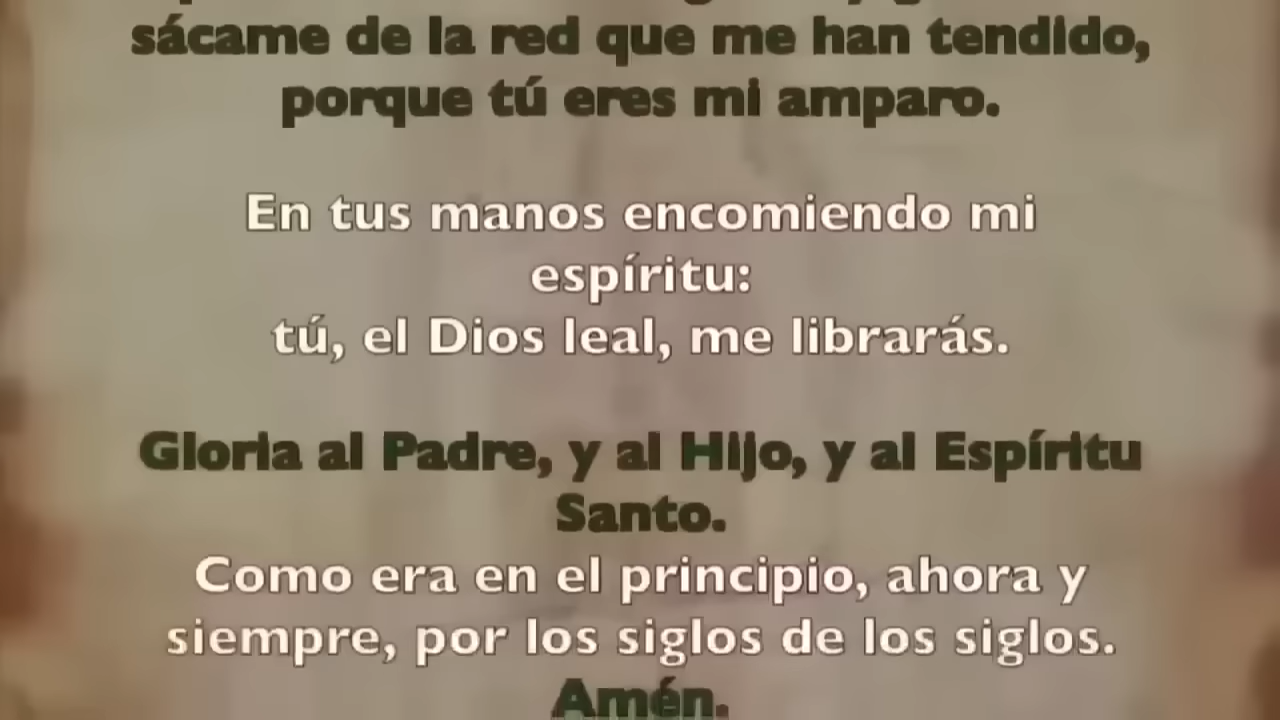 sácame de la red que me han tendido,
porque tú eres mi amparo.
En tus manos encomiendo mi
espíritu:
tú, el Dios leal, me librarás.
Gloria al Padre, y al Hijo, y al Espíritu
Santo.
Como era en el principio, ahora y
siempre, por los siglos de los siglos.
Amén.